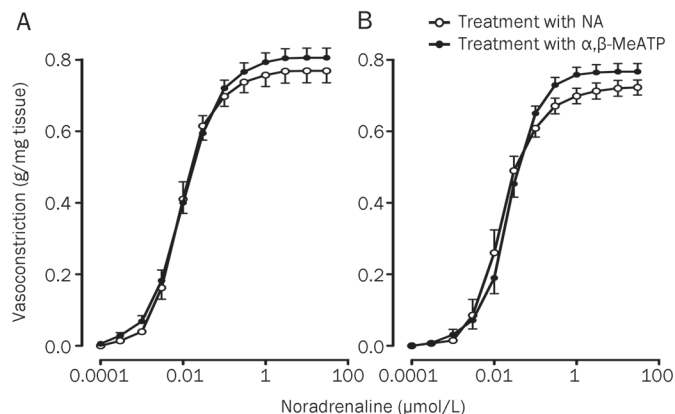 A
B
Treatment with NA
Treatment with α,β-MeATP
Vasoconstriction (g/mg tissue)
0.8
0.6
0.4
0.2
0.0
0.0001 0.01 1 100
0.8
0.6
0.4
0.2
0.0
0.0001 0.01 1 100
Noradrenaline (µmol/L)